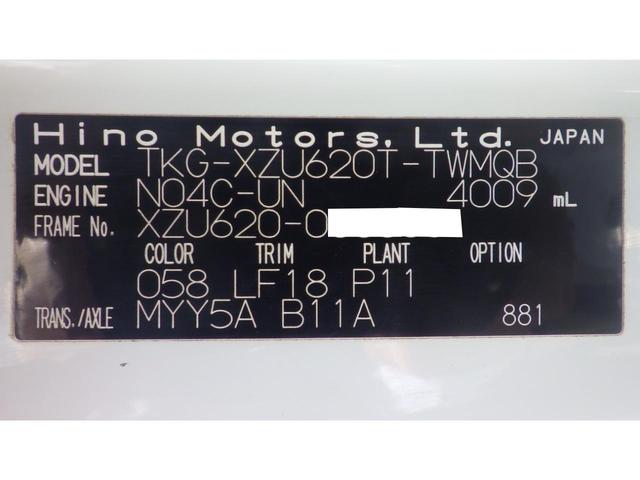 Hino Motors, Ltd. JAPAN
MODEL TKG-XZU620T-TWMQB
ENGINE N04C-UN 4009 mL
FRAME No. XZU620-0
COLOR TRIM PLANT OPTION
058 LF18 P11
TRANS./AXLE MYY5A B11A 881